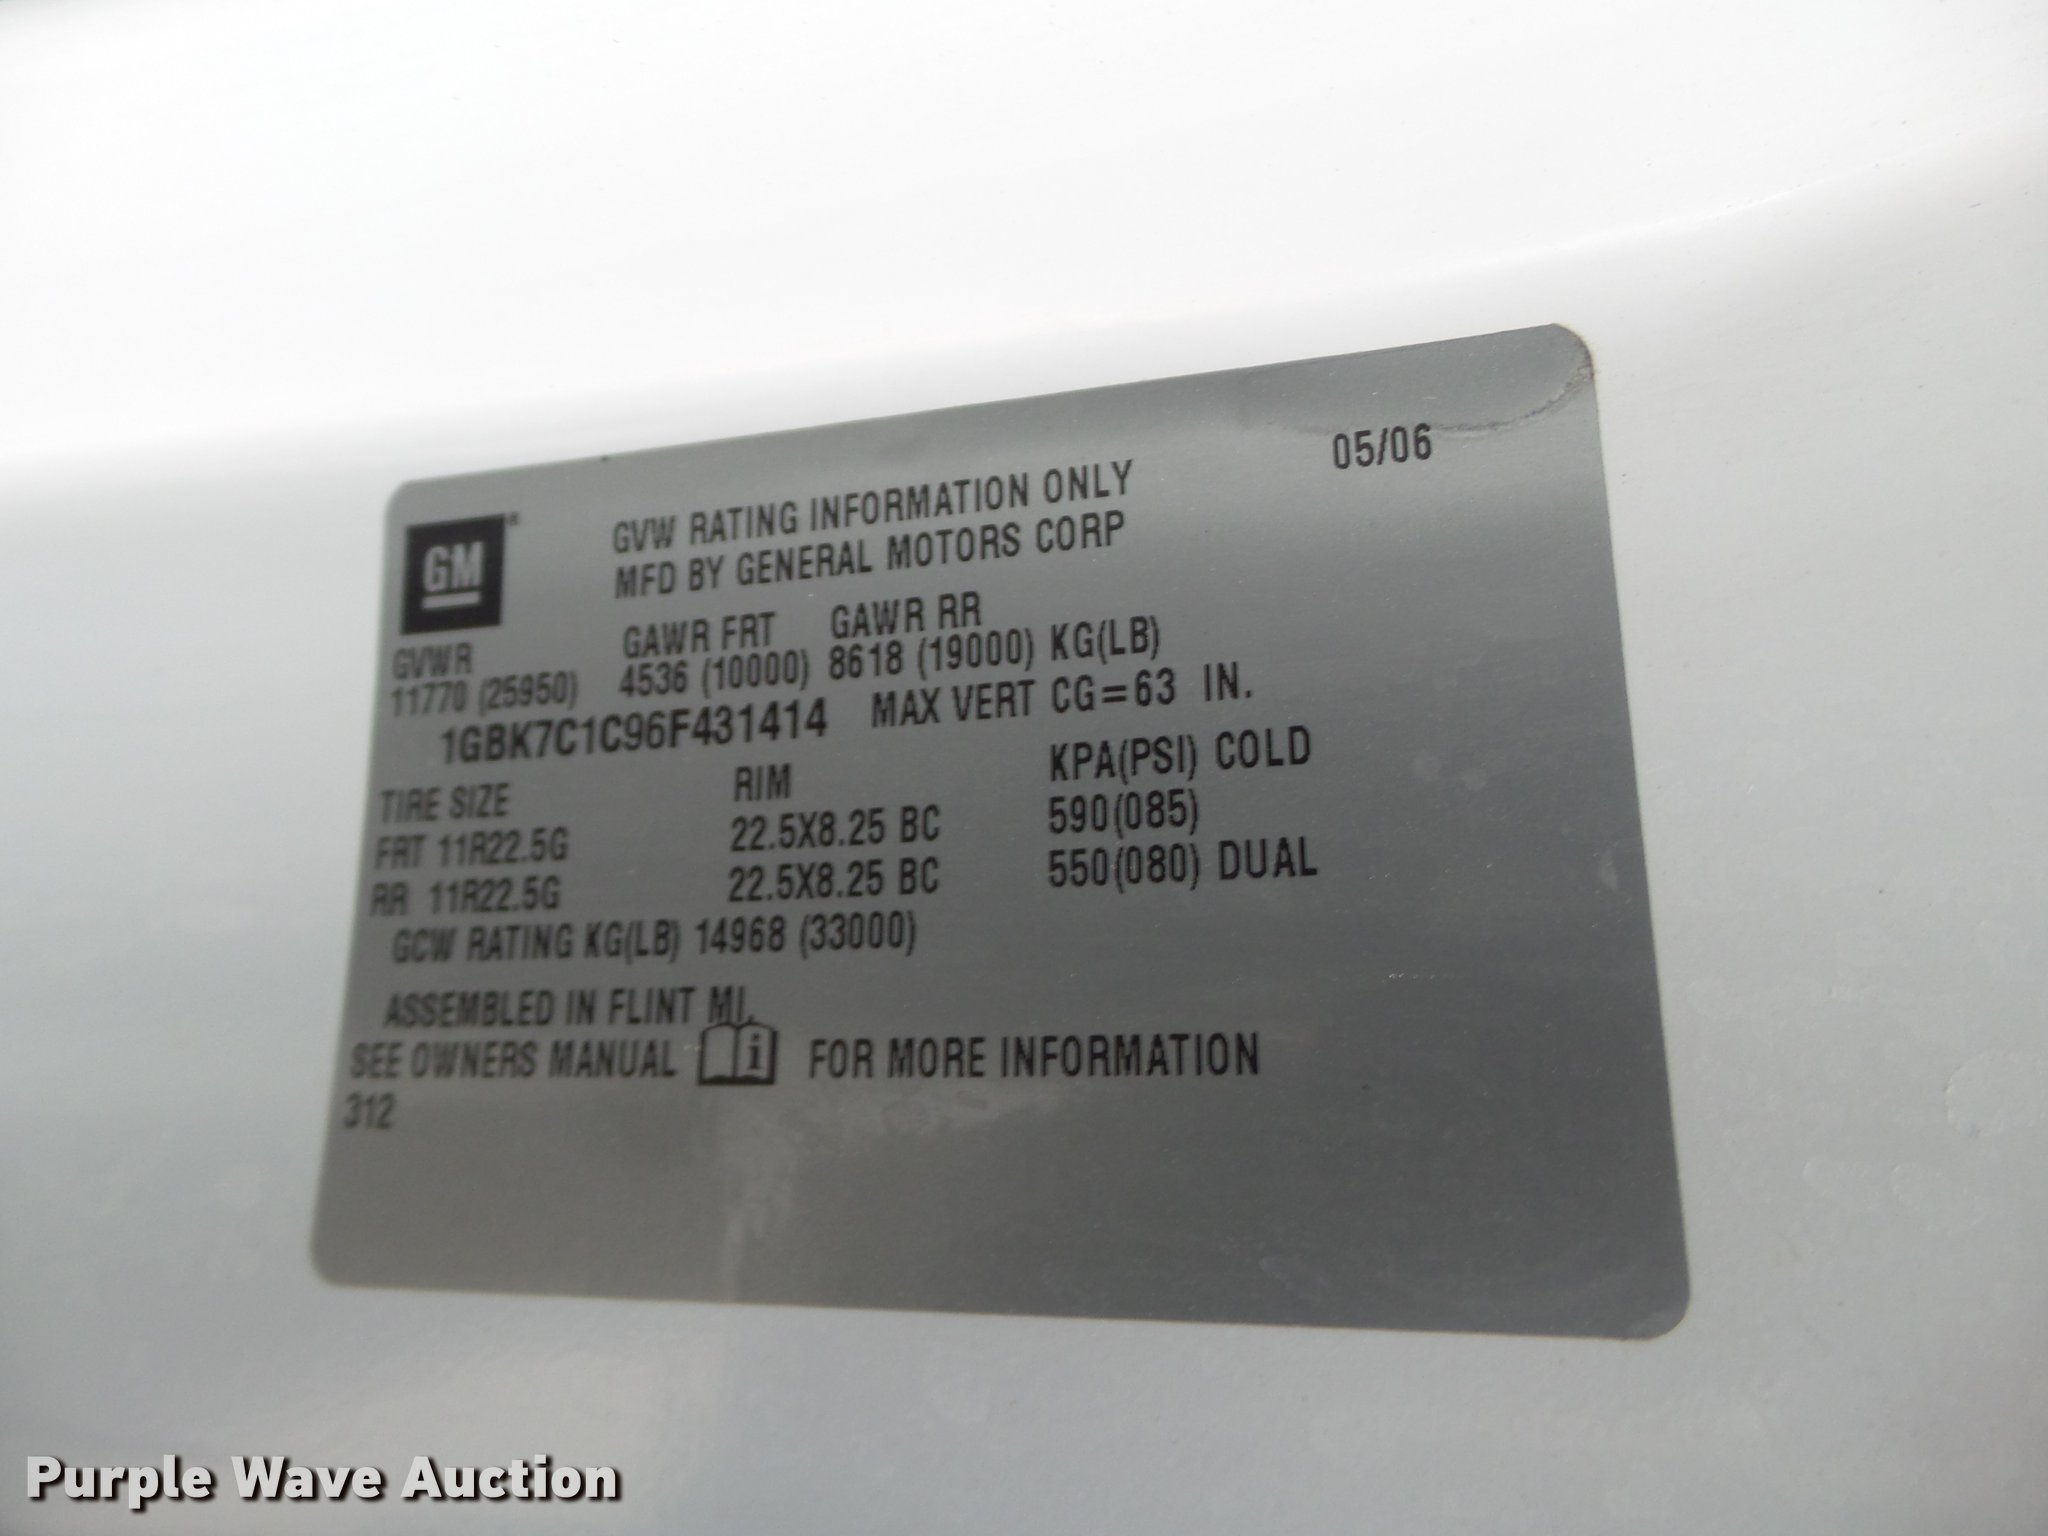 05/06
GM®
GVW RATING INFORMATION ONLY
MFD BY GENERAL MOTORS CORP
GVWR GAWR FRT GAWR RR
11770 (25950) 4536 (10000) 8618 (19000) KG(LB)
1GBK7C1C96F431414 MAX VERT CG=63 IN.
TIRE SIZE RIM KPA(PSI) COLD
FRT 11R22.5G 22.5X8.25 BC 590(085)
RR 11R22.5G 22.5X8.25 BC 550(080) DUAL
GCW RATING KG(LB) 14968 (33000)
ASSEMBLED IN FLINT MI.
SEE OWNERS MANUAL i FOR MORE INFORMATION
312
Purple Wave Auction